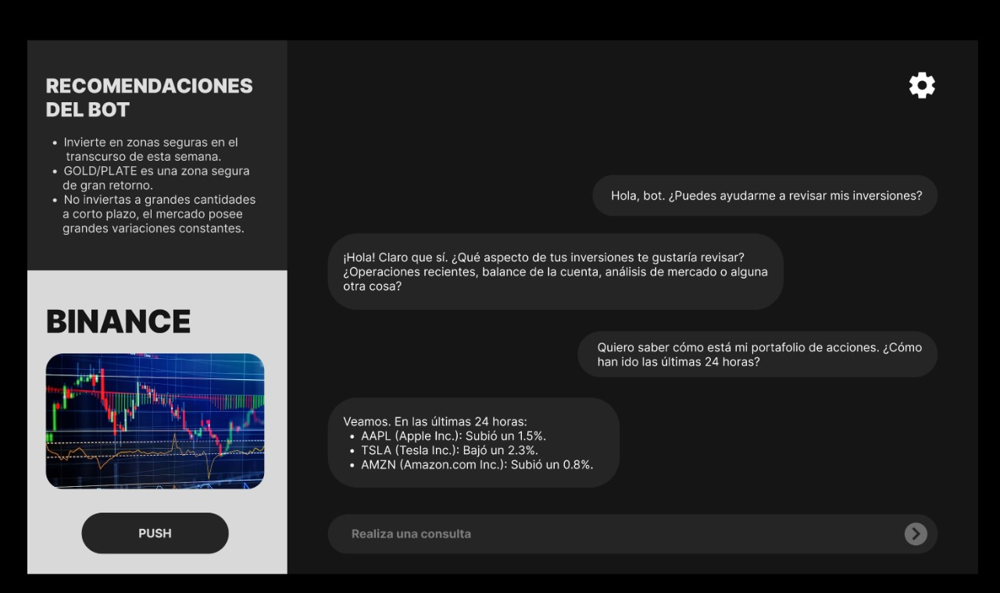 RECOMENDACIONES
DEL BOT
• Invierte en zonas seguras en el
transcurso de esta semana.
• GOLD/PLATE es una zona segura
de gran retorno.
• No inviertas a grandes cantidades
a corto plazo, el mercado posee
grandes variaciones constantes.
BINANCE
PUSH
Hola, bot. ¿Puedes ayudarme a revisar mis inversiones?
¡Hola! Claro que sí. ¿Qué aspecto de tus inversiones te gustaría revisar?
¿Operaciones recientes, balance de la cuenta, análisis de mercado o alguna
otra cosa?
Quiero saber cómo está mi portafolio de acciones. ¿Cómo
han ido las últimas 24 horas?
Veamos. En las últimas 24 horas:
• AAPL (Apple Inc.): Subió un 1.5%.
• TSLA (Tesla Inc.): Bajó un 2.3%.
• AMZN (Amazon.com Inc.): Subió un 0.8%.
Realiza una consulta